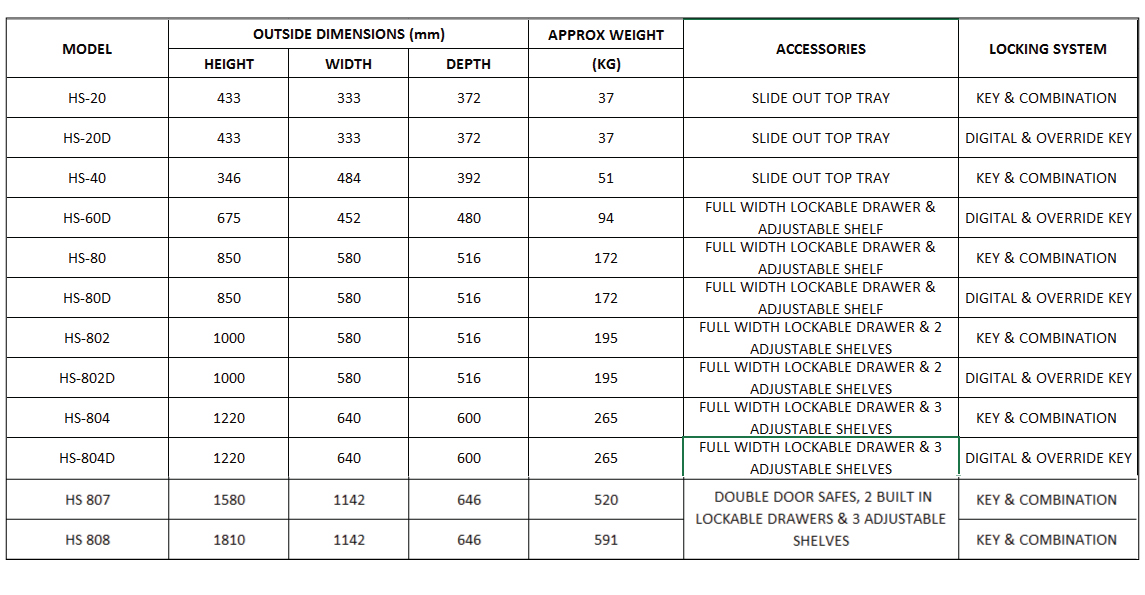 MODEL OUTSIDE DIMENSIONS (mm) APPROX WEIGHT ACCESSORIES LOCKING SYSTEM
HEIGHT WIDTH DEPTH (KG)
HS-20 433 333 372 37 SLIDE OUT TOP TRAY KEY & COMBINATION
HS-20D 433 333 372 37 SLIDE OUT TOP TRAY DIGITAL & OVERRIDE KEY
HS-40 346 484 392 51 SLIDE OUT TOP TRAY KEY & COMBINATION
HS-60D 675 452 480 94 FULL WIDTH LOCKABLE DRAWER & 
ADJUSTABLE SHELF DIGITAL & OVERRIDE KEY
HS-80 850 580 516 172 FULL WIDTH LOCKABLE DRAWER & 
ADJUSTABLE SHELF KEY & COMBINATION
HS-80D 850 580 516 172 FULL WIDTH LOCKABLE DRAWER & 
ADJUSTABLE SHELF DIGITAL & OVERRIDE KEY
HS-802 1000 580 516 195 FULL WIDTH LOCKABLE DRAWER & 2
ADJUSTABLE SHELVES KEY & COMBINATION
HS-802D 1000 580 516 195 FULL WIDTH LOCKABLE DRAWER & 2
ADJUSTABLE SHELVES DIGITAL & OVERRIDE KEY
HS-804 1220 640 600 265 FULL WIDTH LOCKABLE DRAWER & 3
ADJUSTABLE SHELVES KEY & COMBINATION
HS-804D 1220 640 600 265 FULL WIDTH LOCKABLE DRAWER & 3
ADJUSTABLE SHELVES DIGITAL & OVERRIDE KEY
HS 807 1580 1142 646 520 DOUBLE DOOR SAFES, 2 BUILT IN
LOCKABLE DRAWERS & 3 ADJUSTABLE
SHELVES KEY & COMBINATION
HS 808 1810 1142 646 591 KEY & COMBINATION